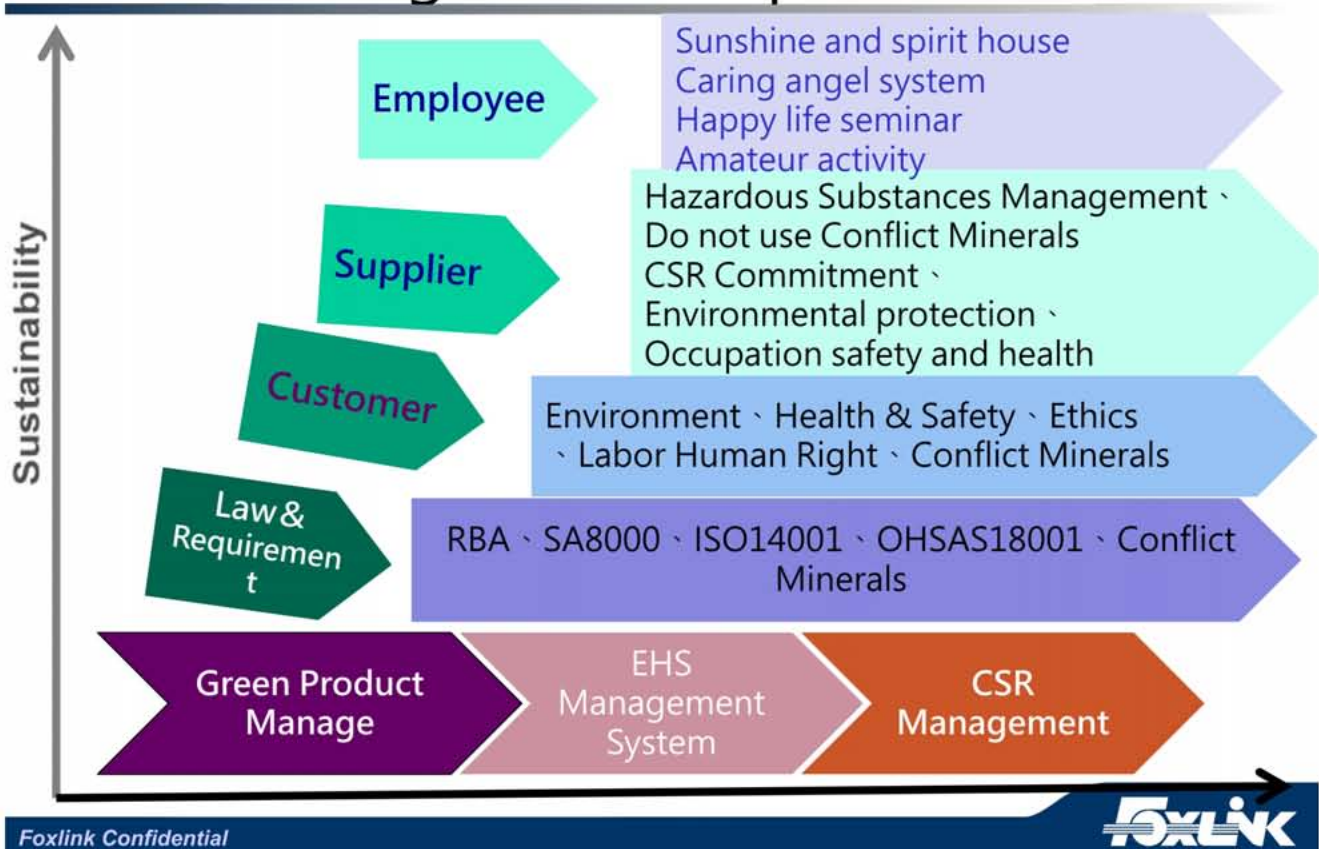 Sustainability
Employee
Sunshine and spirit house
Caring angel system
Happy life seminar
Amateur activity
Supplier
Hazardous Substances Management、
Do not use Conflict Minerals
CSR Commitment、
Environmental protection、
Occupation safety and health
Customer
Environment、Health & Safety、Ethics
、Labor Human Right、Conflict Minerals
Law &
Requiremen
t
RBA、SA8000、ISO14001、OHSAS18001、Conflict
Minerals
Green Product
Manage
EHS
Management
System
CSR
Management
Foxlink Confidential
FOXLINK